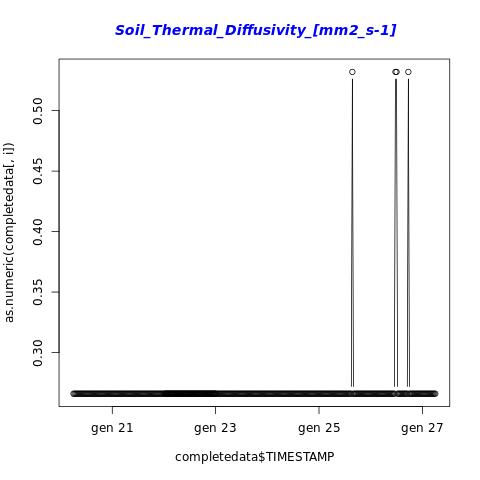 Soil_Thermal_Diffusivity_[mm2_s-1]
as.numeric(completedata[, i])
0.50
0.45
0.40
0.35
0.30
gen 21
gen 23
gen 25
gen 27
completedata$TIMESTAMP